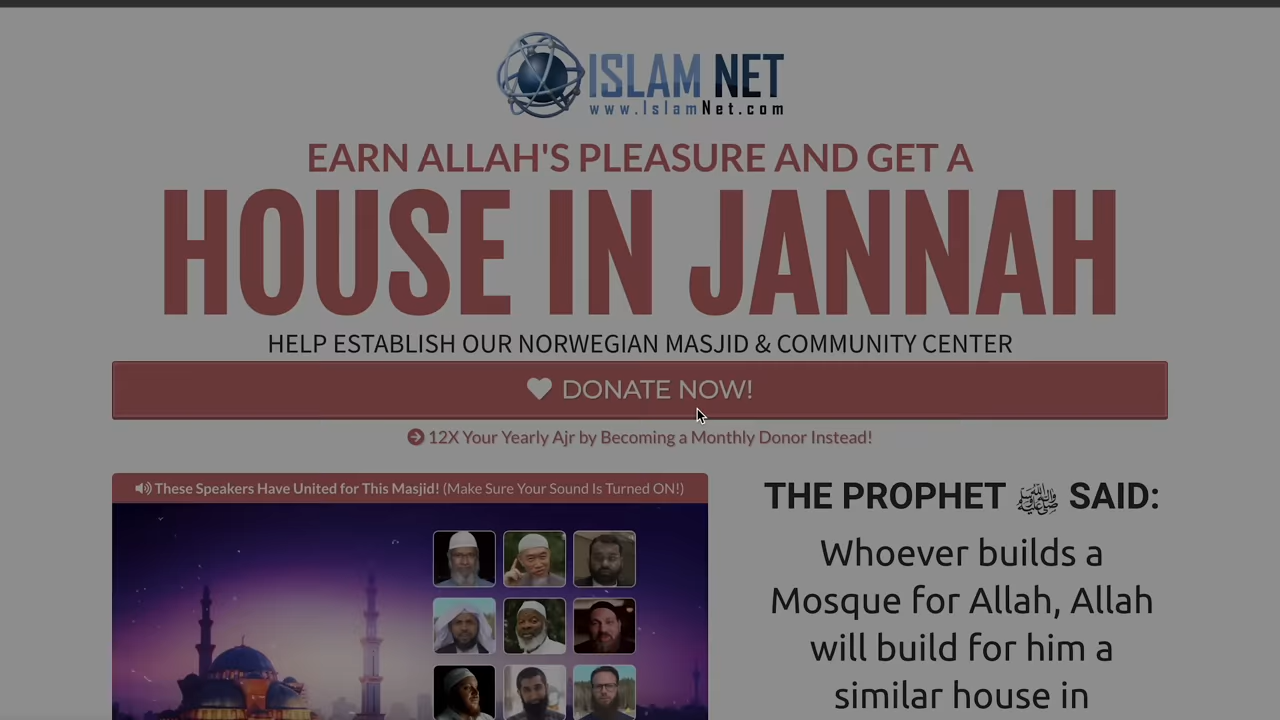 ISLAM NET
www.IslamNet.com
EARN ALLAH'S PLEASURE AND GET A
HOUSE IN JANNAH
HELP ESTABLISH OUR NORWEGIAN MASJID & COMMUNITY CENTER
DONATE NOW!
12X Your Yearly Ajr by Becoming a Monthly Donor Instead!
These Speakers Have United for This Masjid! (Make Sure Your Sound Is Turned ON!)
THE PROPHET ﷺ SAID:
Whoever builds a
Mosque for Allah, Allah
will build for him a
similar house in